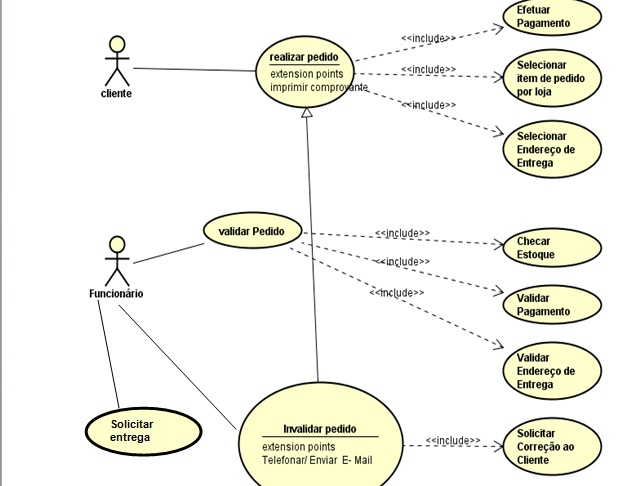 Efetuar
Pagamento
<<include>>
realizar pedido
extension points
imprimir comprovante
<<include>>
Selecionar
item de pedido
por loja
cliente
<<include>>
Selecionar
Endereço de
Entrega
validar Pedido
<<include>>
Checar
Estoque
<<include>>
Funcionário
<<include>>
Validar
Pagamento
Validar
Endereço de
Entrega
Solicitar
entrega
Invalidar pedido
extension points
Telefonar/ Enviar E- Mail
<<include>>
Solicitar
Correção ao
Cliente